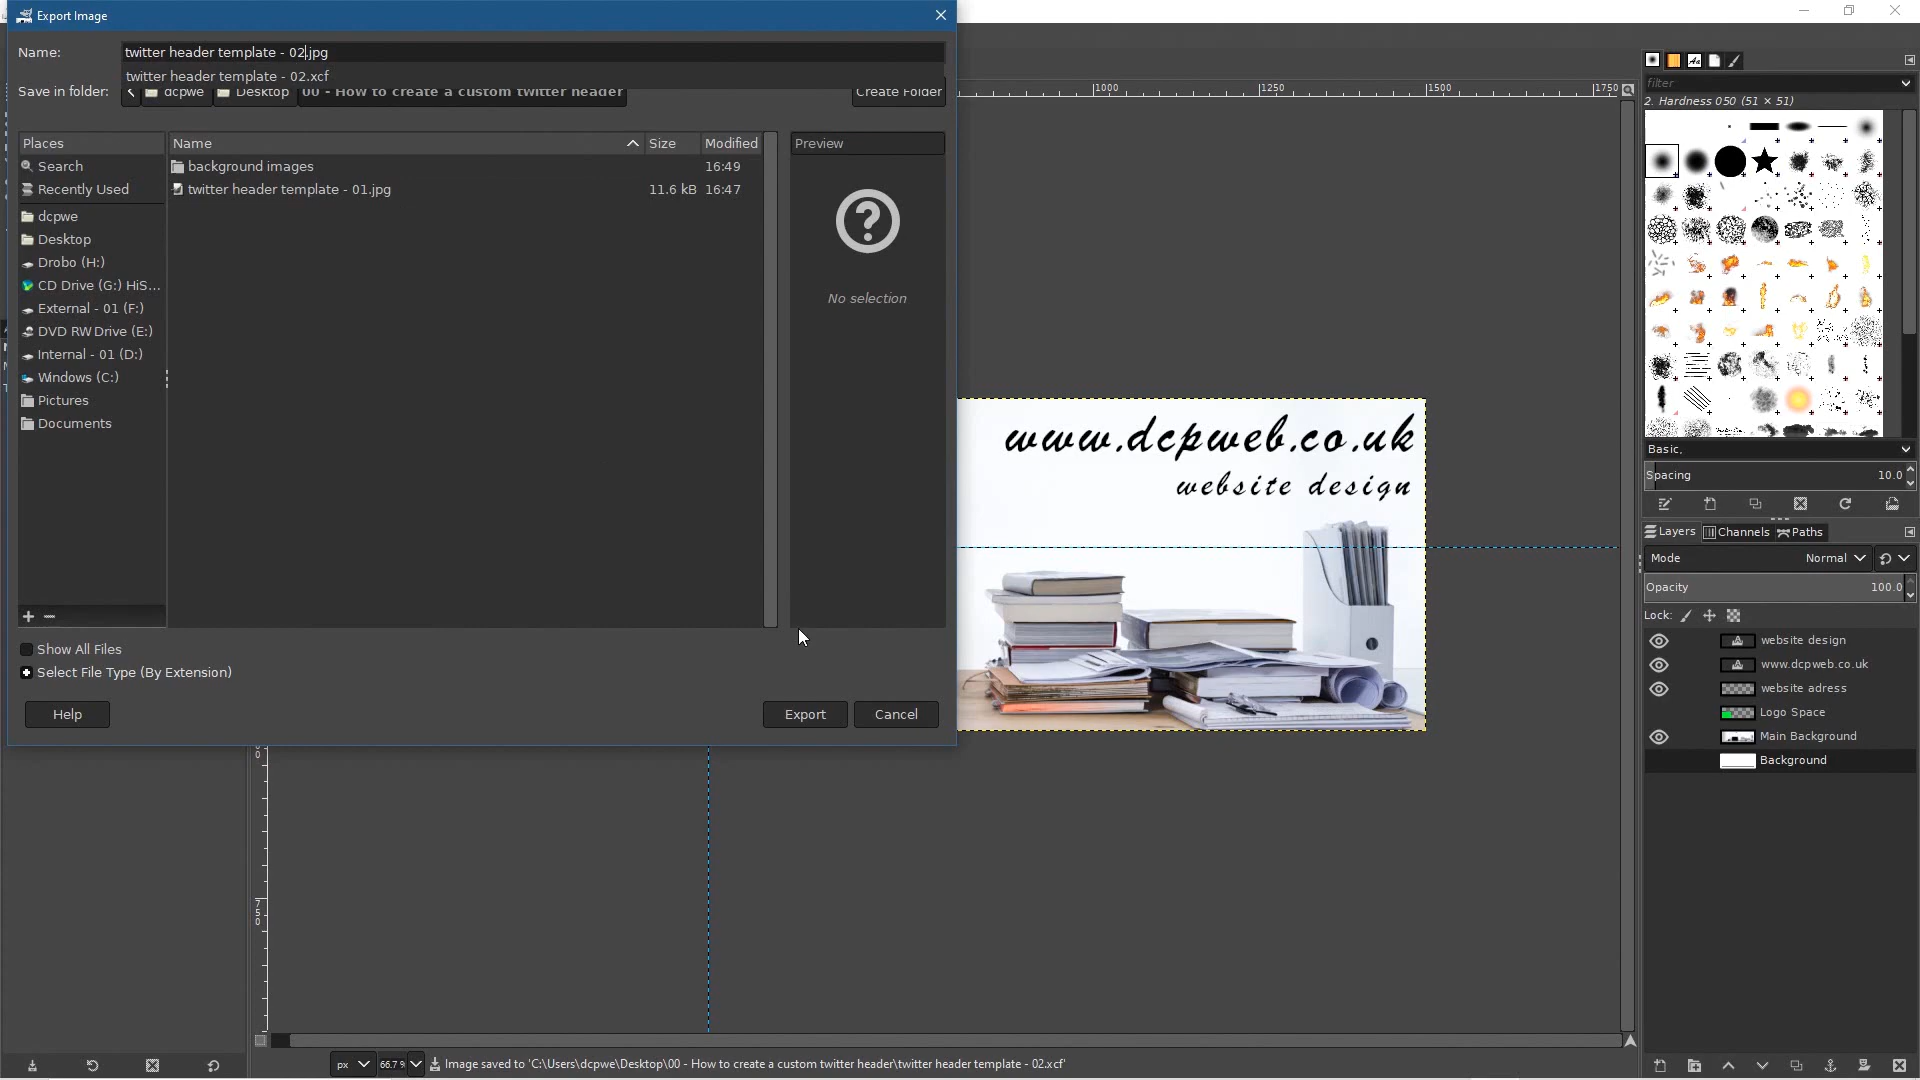 Export Image
Name:
twitter header template - 02.jpg
twitter header template - 02.xcf
Save in folder:
dcpwe
Desktop
00 - How to create a custom twitter header
Create Folder
Places
Search
Recently Used
dcpwe
Desktop
Drobo (H:)
CD Drive (G:) HiS...
External - 01 (F:)
DVD RW Drive (E:)
Internal - 01 (D:)
Windows (C:)
Pictures
Documents
Name Size Modified
background images 16:49
twitter header template - 01.jpg 11.6 kB 16:47
Preview
No selection
Show All Files
Select File Type (By Extension)
Help
Export
Cancel
1000 1250 1500 1750
750
www.dcpweb.co.uk
website design
filter
2. Hardness 050 (51 × 51)
Basic,
Spacing 10.0
Layers Channels Paths
Mode Normal
Opacity 100.0
Lock:
website design
www.dcpweb.co.uk
website adress
Logo Space
Main Background
Background
px 66.7 % Image saved to 'C:\Users\dcpwe\Desktop\00 - How to create a custom twitter header\twitter header template - 02.xcf'